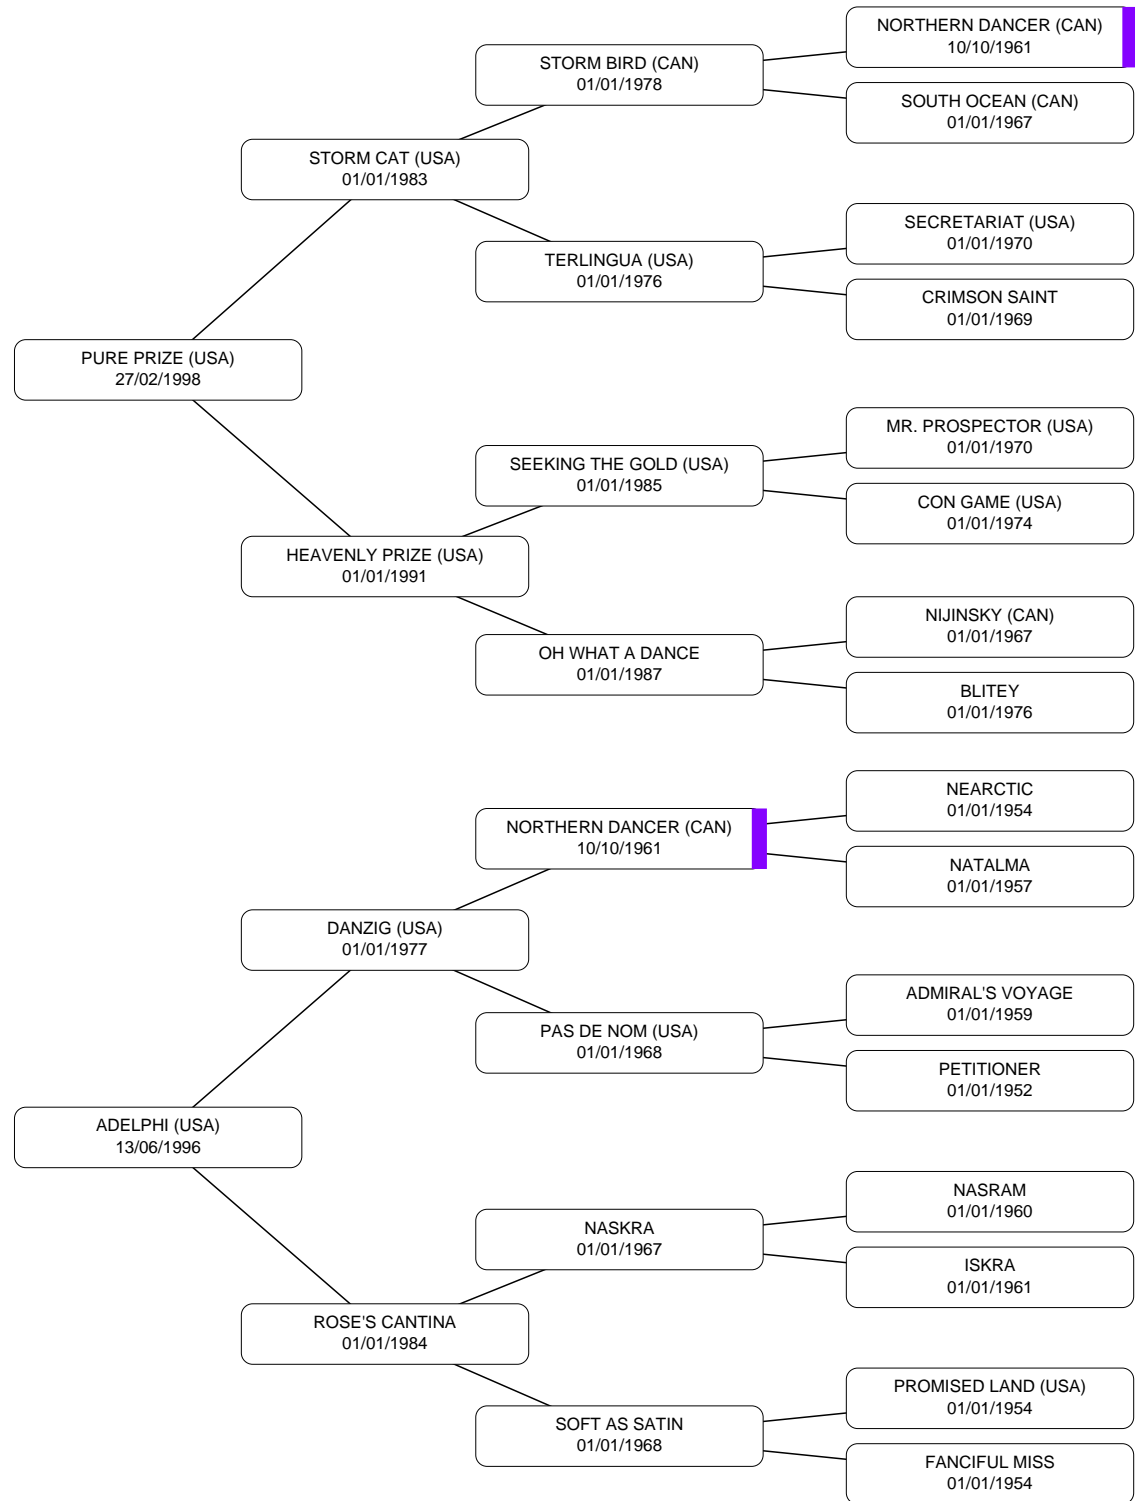 NORTHERN DANCER (CAN)
10/10/1961
STORM BIRD (CAN)
01/01/1978
SOUTH OCEAN (CAN)
01/01/1967
STORM CAT (USA)
01/01/1983
SECRETARIAT (USA)
01/01/1970
TERLINGUA (USA)
01/01/1976
CRIMSON SAINT
01/01/1969
PURE PRIZE (USA)
27/02/1998
MR. PROSPECTOR (USA)
01/01/1970
SEEKING THE GOLD (USA)
01/01/1985
CON GAME (USA)
01/01/1974
HEAVENLY PRIZE (USA)
01/01/1991
NIJINSKY (CAN)
01/01/1967
OH WHAT A DANCE
01/01/1987
BLITEY
01/01/1976
NEARCTIC
01/01/1954
NORTHERN DANCER (CAN)
10/10/1961
NATALMA
01/01/1957
DANZIG (USA)
01/01/1977
ADMIRAL'S VOYAGE
01/01/1959
PAS DE NOM (USA)
01/01/1968
PETITIONER
01/01/1952
ADELPHI (USA)
13/06/1996
NASRAM
01/01/1960
NASKRA
01/01/1967
ISKRA
01/01/1961
ROSE'S CANTINA
01/01/1984
PROMISED LAND (USA)
01/01/1954
SOFT AS SATIN
01/01/1968
FANCIFUL MISS
01/01/1954